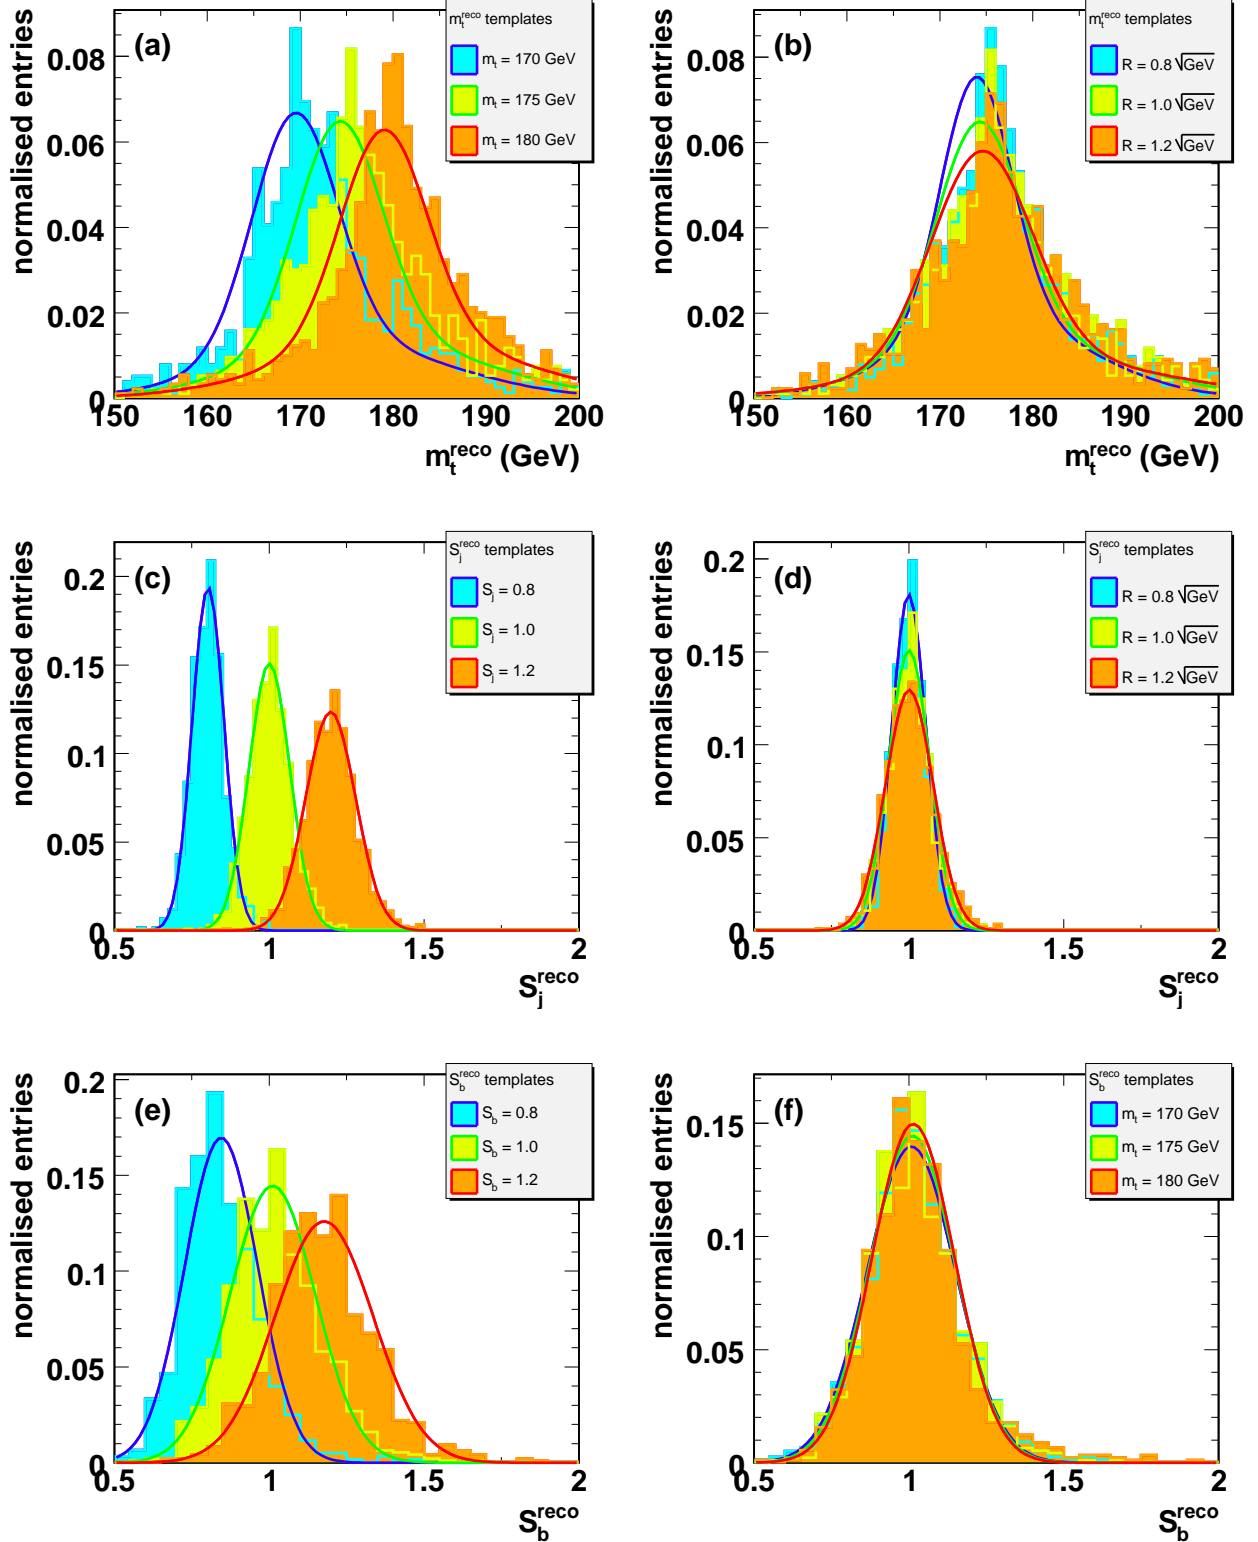 (a)
m_t^reco templates
m_t = 170 GeV
m_t = 175 GeV
m_t = 180 GeV
normalised entries
0.08
0.06
0.04
0.02
0
150 160 170 180 190 200
m_t^reco (GeV)
(b)
m_t^reco templates
R = 0.8 √GeV
R = 1.0 √GeV
R = 1.2 √GeV
normalised entries
0.08
0.06
0.04
0.02
0
150 160 170 180 190 200
m_t^reco (GeV)
(c)
S_j^reco templates
S_j = 0.8
S_j = 1.0
S_j = 1.2
normalised entries
0.2
0.15
0.1
0.05
0
0.5 1 1.5 2
S_j^reco
(d)
S_j^reco templates
R = 0.8 √GeV
R = 1.0 √GeV
R = 1.2 √GeV
normalised entries
0.2
0.15
0.1
0.05
0
0.5 1 1.5 2
S_j^reco
(e)
S_b^reco templates
S_b = 0.8
S_b = 1.0
S_b = 1.2
normalised entries
0.2
0.15
0.1
0.05
0
0.5 1 1.5 2
S_b^reco
(f)
S_b^reco templates
m_t = 170 GeV
m_t = 175 GeV
m_t = 180 GeV
normalised entries
0.15
0.1
0.05
0
0.5 1 1.5 2
S_b^reco